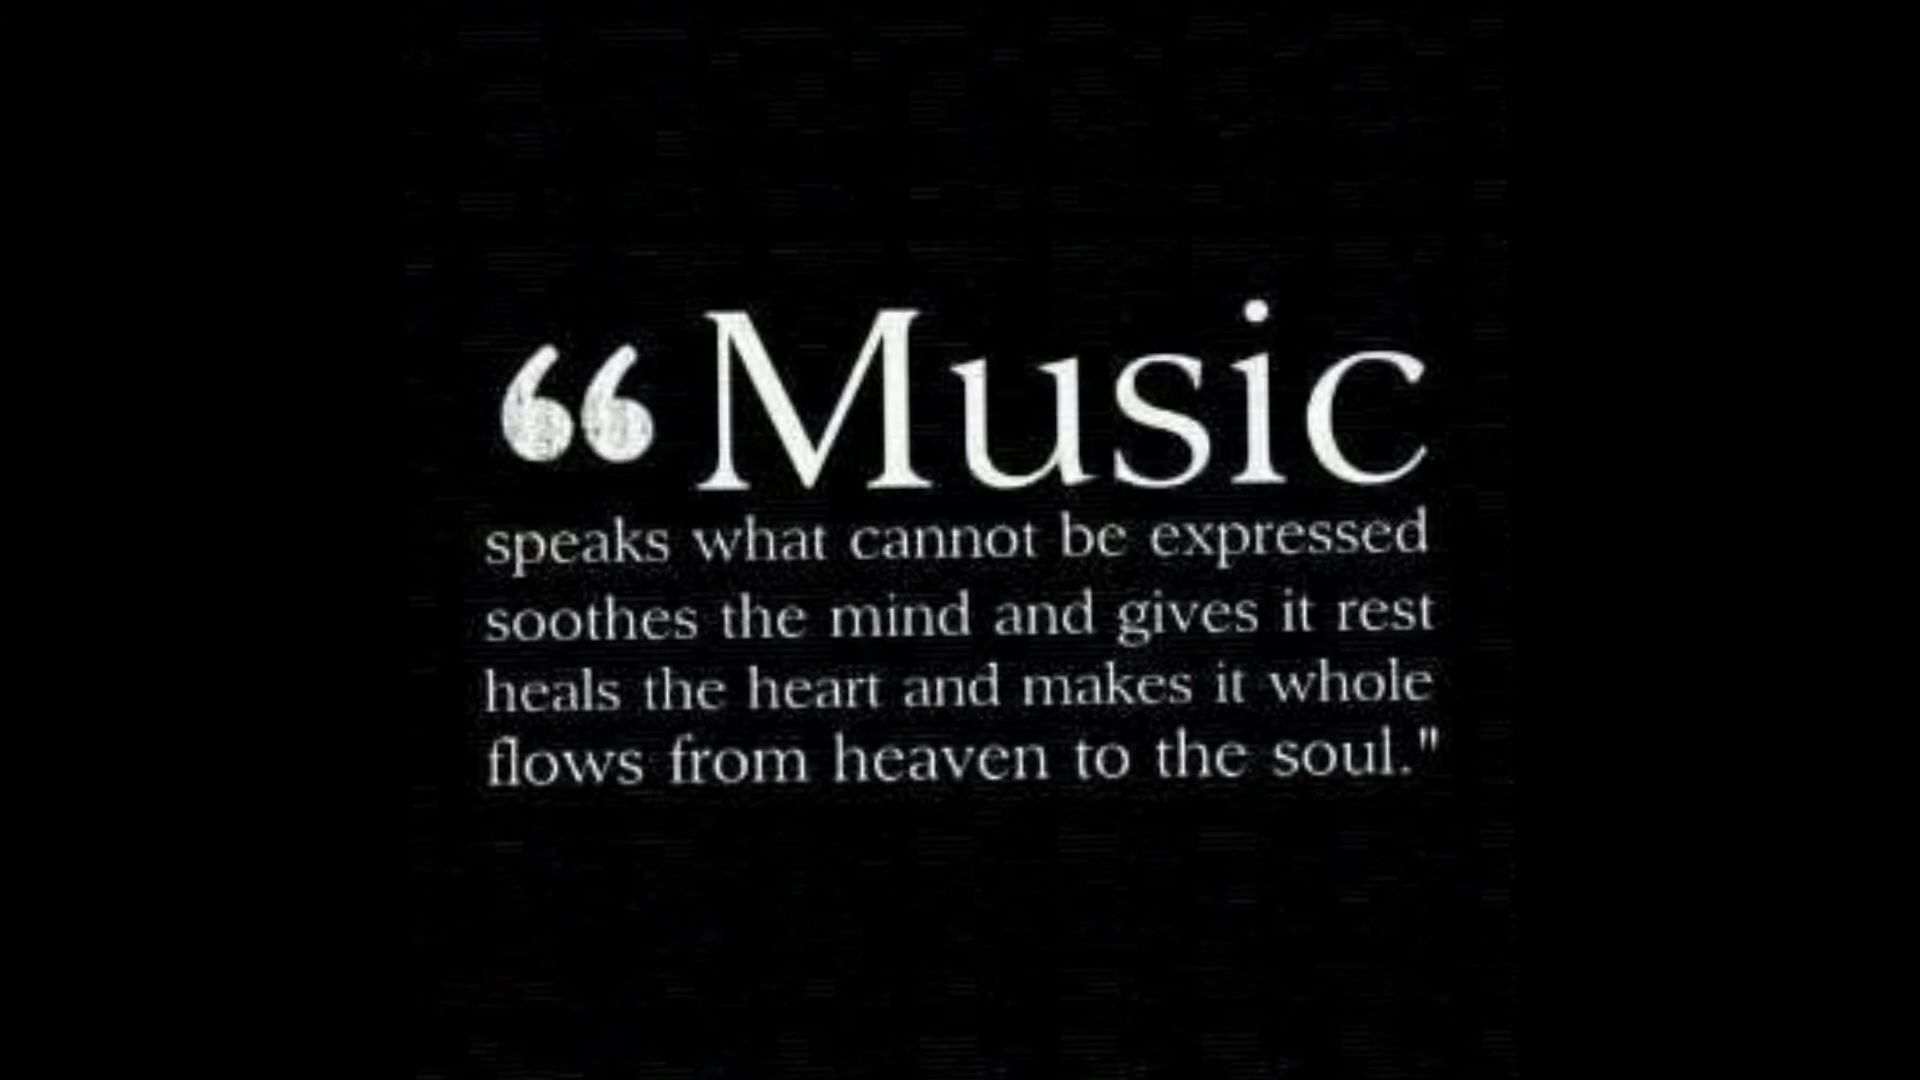 “Music
speaks what cannot be expressed
soothes the mind and gives it rest
heals the heart and makes it whole
flows from heaven to the soul."